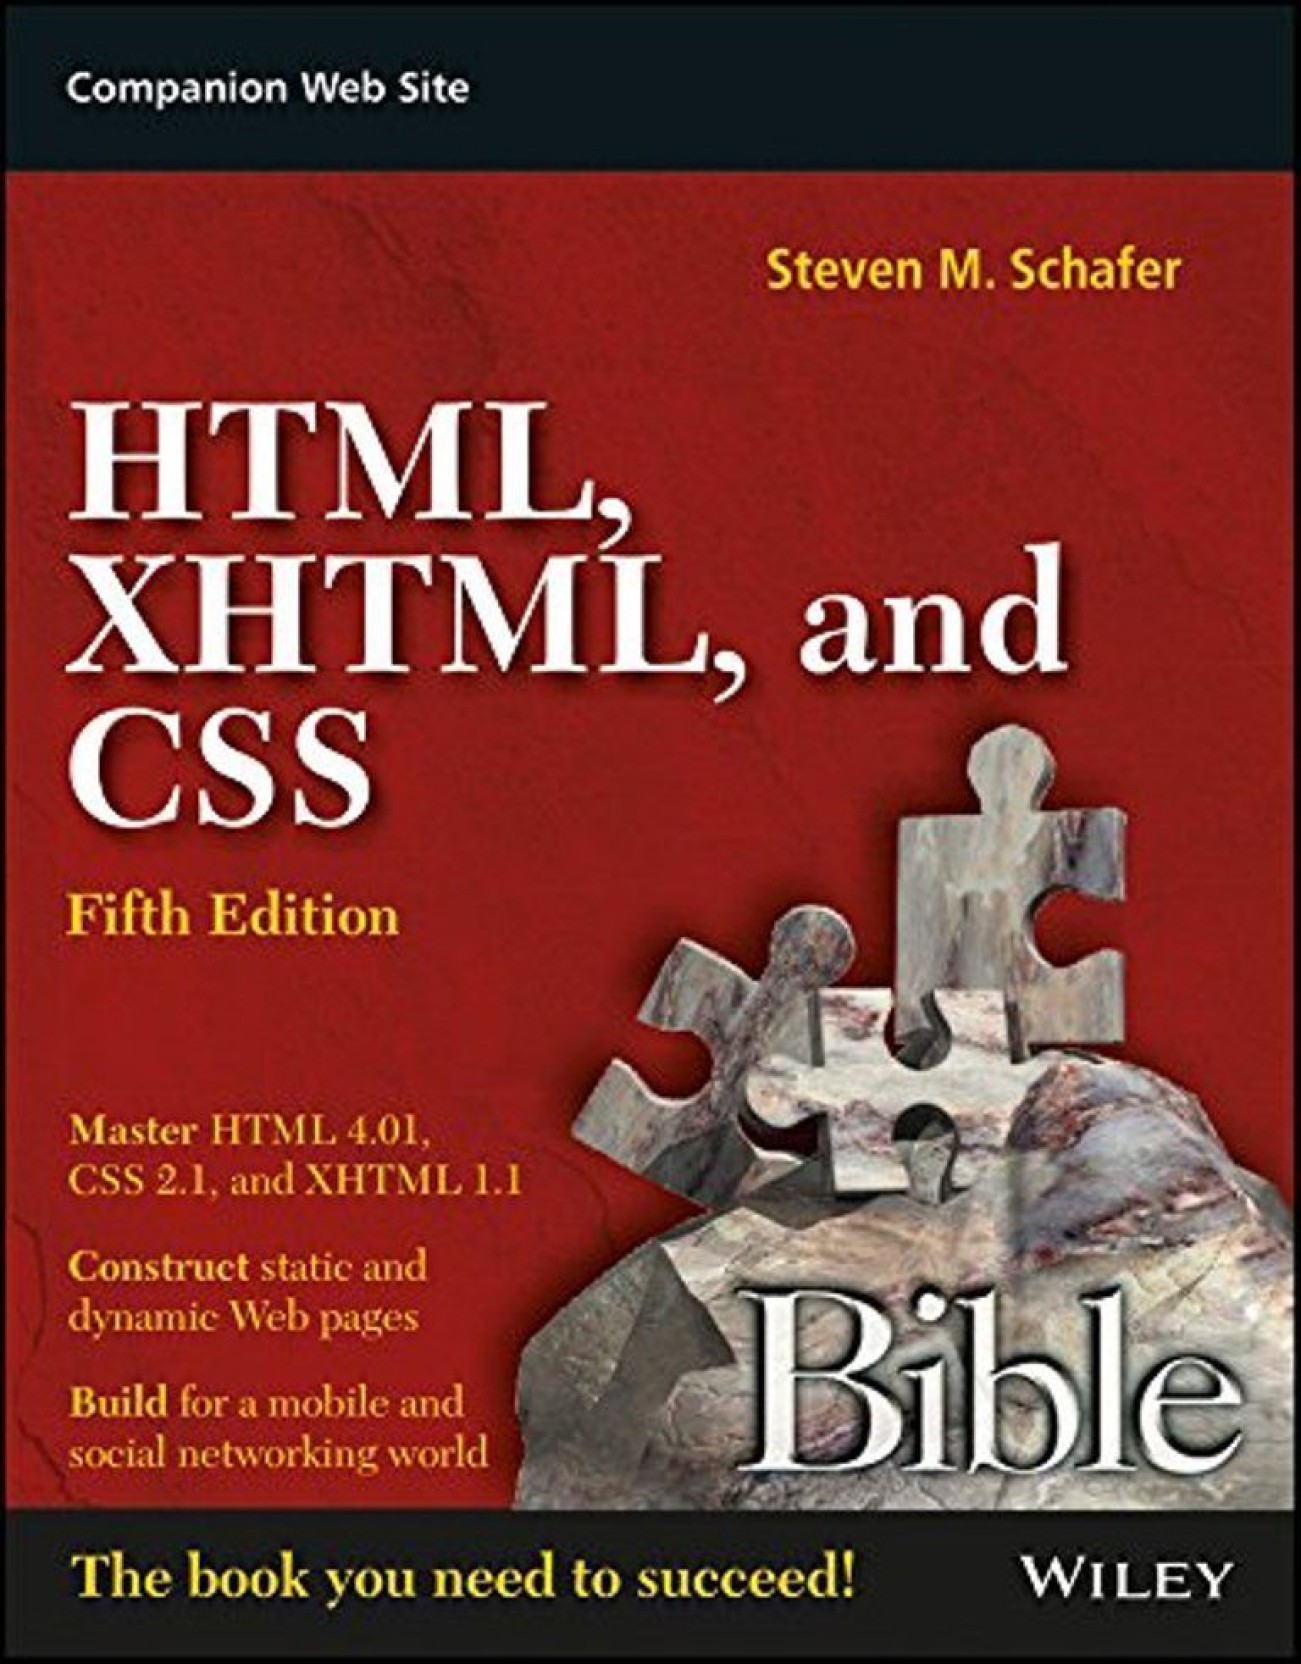 Companion Web Site
Steven M. Schafer
HTML,
XHTML, and
CSS
Fifth Edition
Master HTML 4.01,
CSS 2.1, and XHTML 1.1
Construct static and
dynamic Web pages
Build for a mobile and
social networking world
Bible
The book you need to succeed!
WILEY